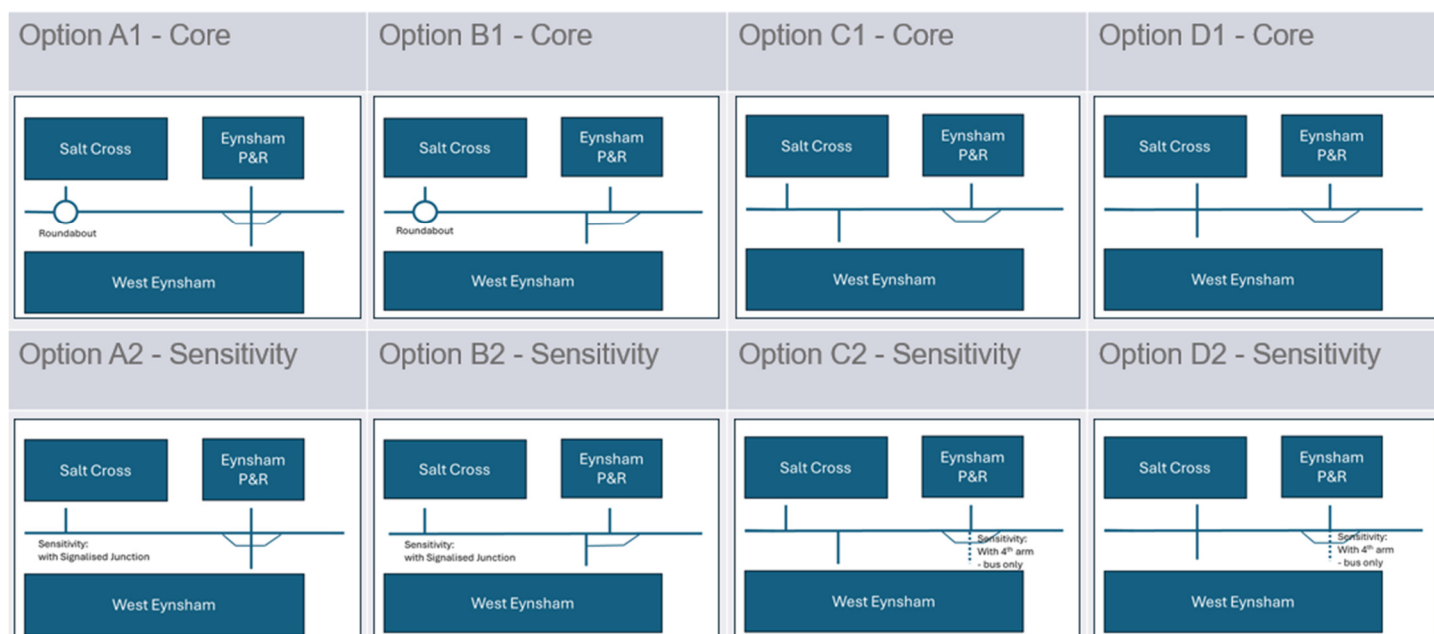 Option A1 - Core
Option B1 - Core
Option C1 - Core
Option D1 - Core
Salt Cross
Eynsham
P&R
Roundabout
West Eynsham
Salt Cross
Eynsham
P&R
Roundabout
West Eynsham
Salt Cross
Eynsham
P&R
West Eynsham
Salt Cross
Eynsham
P&R
West Eynsham
Option A2 - Sensitivity
Option B2 - Sensitivity
Option C2 - Sensitivity
Option D2 - Sensitivity
Salt Cross
Eynsham
P&R
Sensitivity:
with Signalised Junction
West Eynsham
Salt Cross
Eynsham
P&R
Sensitivity:
with Signalised Junction
West Eynsham
Salt Cross
Eynsham
P&R
Sensitivity:
With 4th arm
- bus only
West Eynsham
Salt Cross
Eynsham
P&R
Sensitivity:
With 4th arm
- bus only
West Eynsham